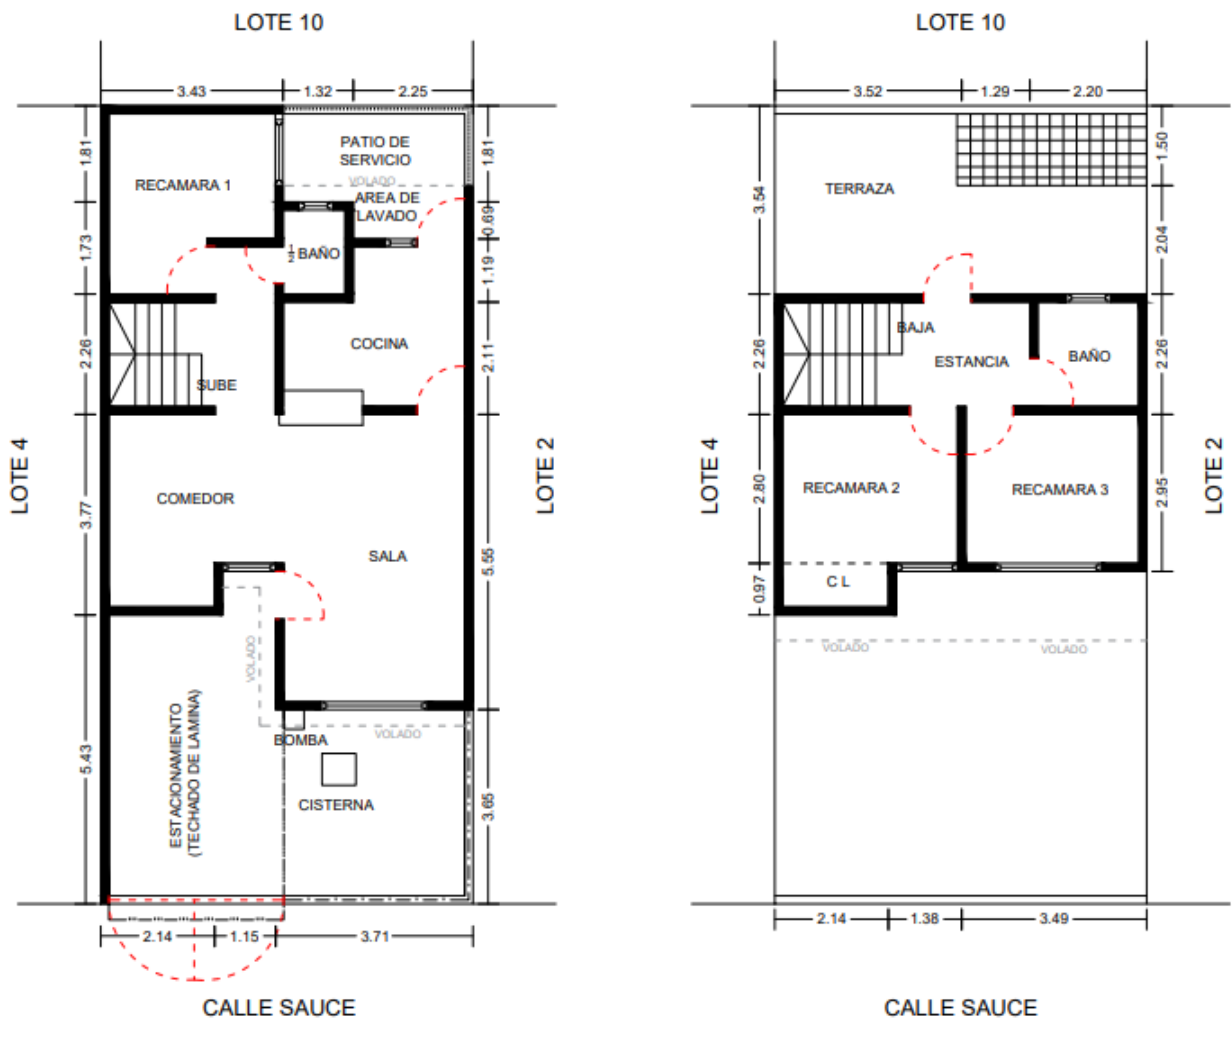 LOTE 10
3.43
1.32
2.25
1.81
1.73
2.26
3.77
5.43
1.81
0.69
1.19
2.11
5.55
3.65
PATIO DE
SERVICIO
VOLADO
AREA DE
LAVADO
RECAMARA 1
1/2 BAÑO
COCINA
SUBE
COMEDOR
SALA
VOLADO
VOLADO
BOMBA
CISTERNA
ESTACIONAMIENTO
(TECHADO DE LAMINA)
LOTE 4
LOTE 2
2.14
1.15
3.71
CALLE SAUCE
LOTE 10
3.52
1.29
2.20
3.54
2.26
2.80
0.97
1.50
2.04
2.26
2.95
TERRAZA
BAJA
ESTANCIA
BAÑO
RECAMARA 2
RECAMARA 3
C L
VOLADO
VOLADO
LOTE 4
LOTE 2
2.14
1.38
3.49
CALLE SAUCE